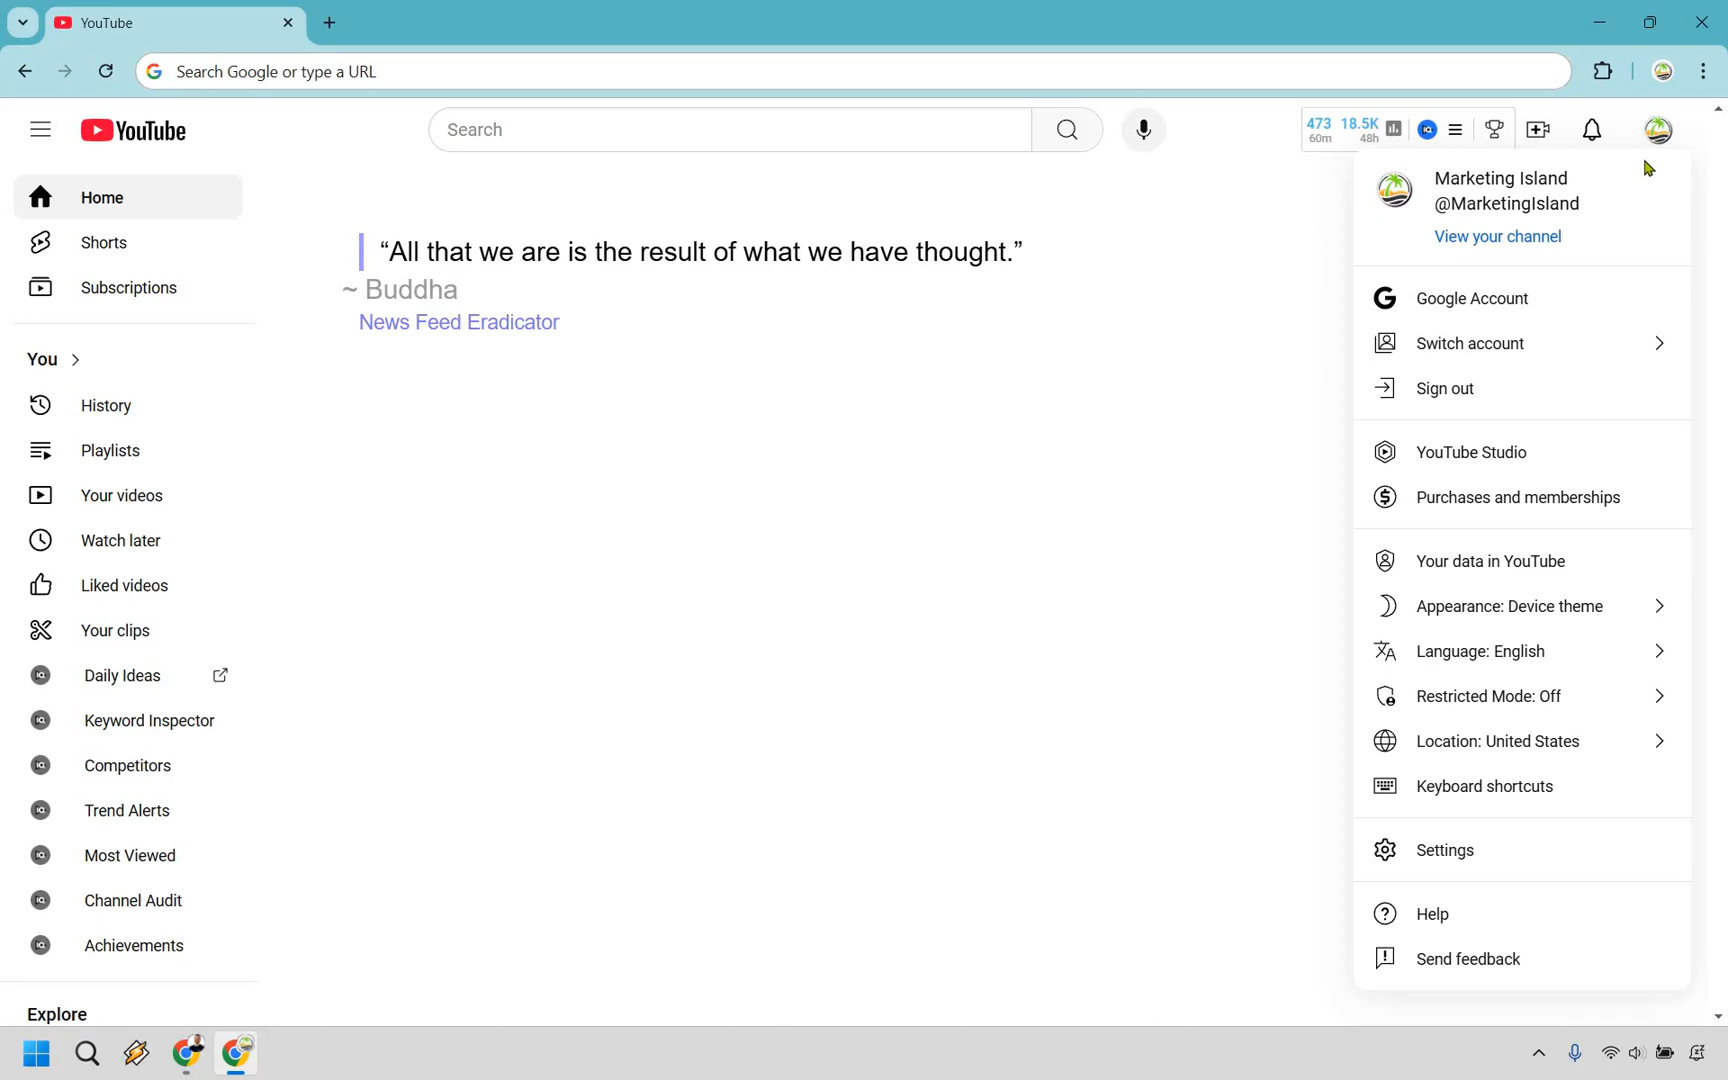 YouTube
Search Google or type a URL
YouTube
Search
473 18.5K
60m 48h
Marketing Island
@MarketingIsland
View your channel
Home
Shorts
Subscriptions
You
History
Playlists
Your videos
Watch later
Liked videos
Your clips
Daily Ideas
Keyword Inspector
Competitors
Trend Alerts
Most Viewed
Channel Audit
Achievements
Explore
“All that we are is the result of what we have thought.”
~ Buddha
News Feed Eradicator
Google Account
Switch account
Sign out
YouTube Studio
Purchases and memberships
Your data in YouTube
Appearance: Device theme
Language: English
Restricted Mode: Off
Location: United States
Keyboard shortcuts
Settings
Help
Send feedback